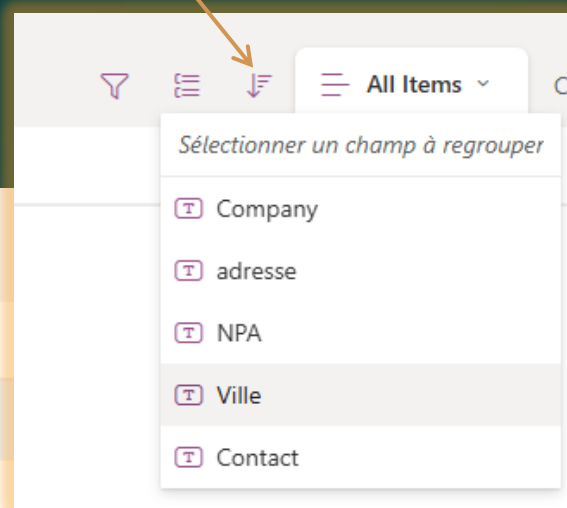 All Items
Sélectionner un champ à regrouper
Company
adresse
NPA
Ville
Contact